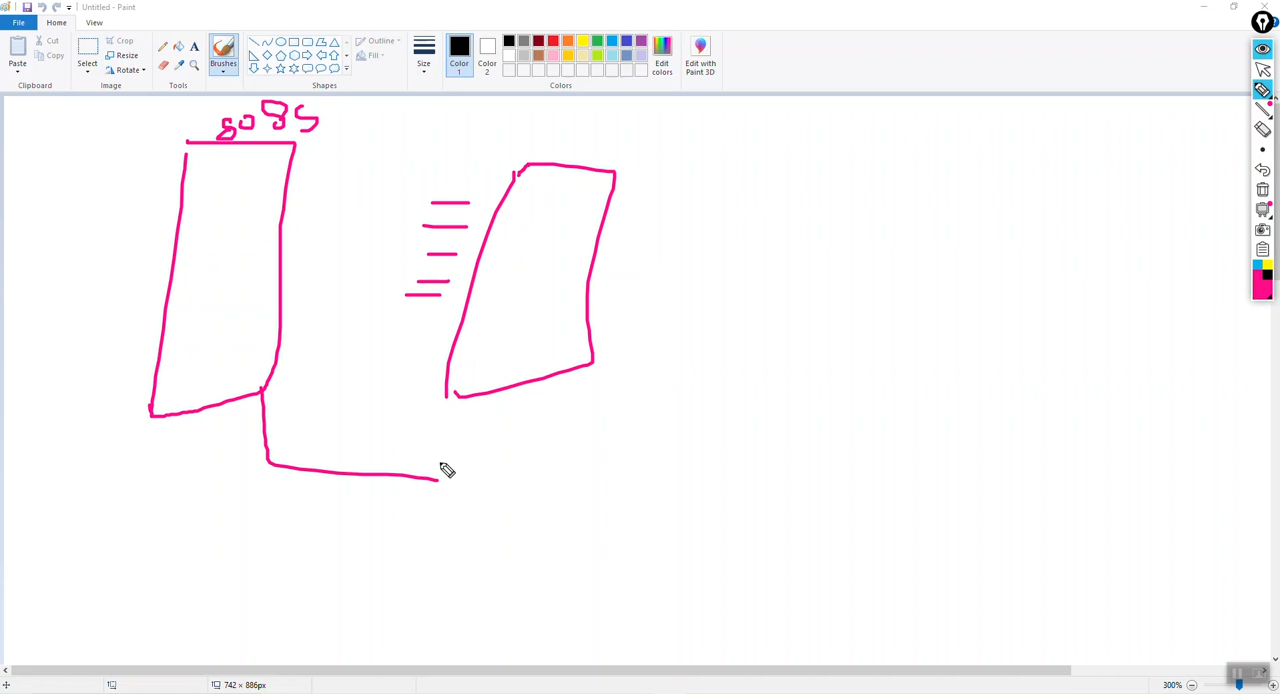 Untitled - Paint
File
Home
View
Paste
Cut
Copy
Clipboard
Select
Crop
Resize
Rotate
Image
A
Tools
Brushes
Shapes
Outline
Fill
Size
Color 1
Color 2
Edit colors
Edit with Paint 3D
Colors
742 × 886px
300%